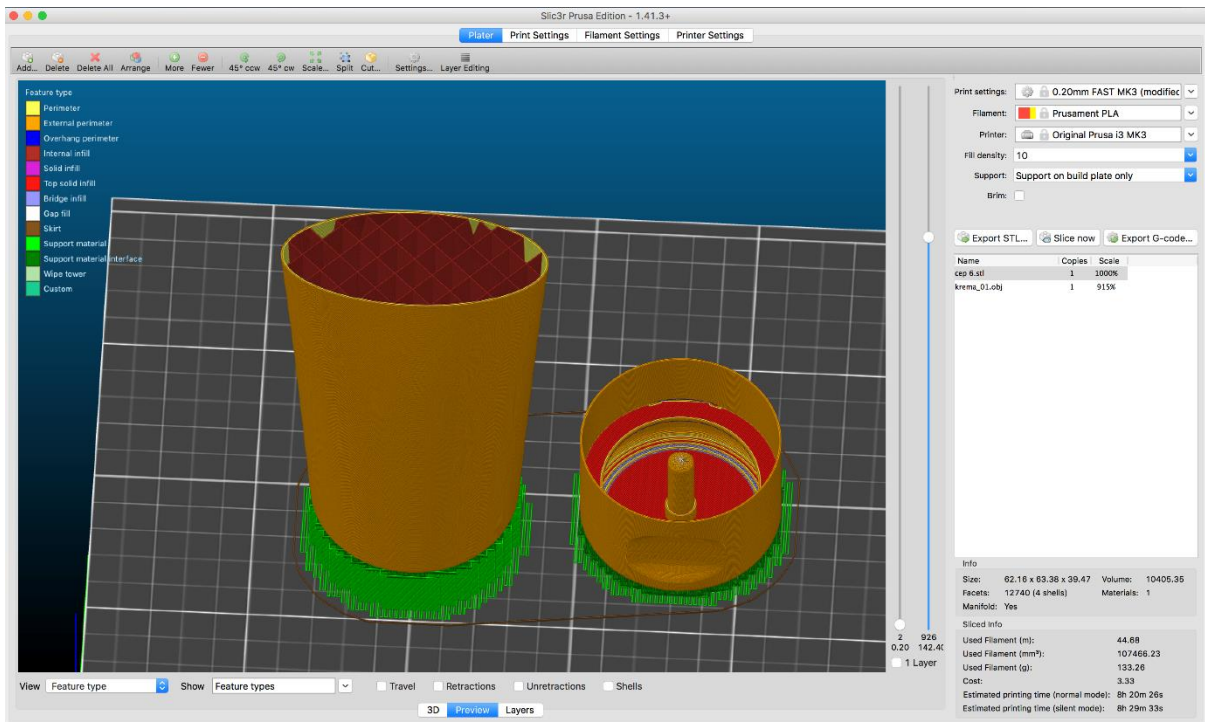 Slic3r Prusa Edition - 1.41.3+
Plater Print Settings Filament Settings Printer Settings
Add... Delete Delete All Arrange More Fewer 45° ccw 45° cw Scale... Split Cut... Settings... Layer Editing
Feature type
Perimeter
External perimeter
Overhang perimeter
Internal infill
Solid infill
Top solid infill
Bridge infill
Gap fill
Skirt
Support material
Support material interface
Wipe tower
Custom
2 926
0.20 142.40
1 Layer
Print settings: 0.20mm FAST MK3 (modified
Filament: Prusament PLA
Printer: Original Prusa i3 MK3
Fill density: 10
Support: Support on build plate only
Brim:
Export STL... Slice now Export G-code...
Name Copies Scale
cep 6.stl 1 1000%
krema_01.obj 1 915%
Info
Size: 62.16 x 63.38 x 39.47 Volume: 10405.35
Facets: 12740 (4 shells) Materials: 1
Manifold: Yes
Sliced Info
Used Filament (m): 44.68
Used Filament (mm³): 107466.23
Used Filament (g): 133.26
Cost: 3.33
Estimated printing time (normal mode): 8h 20m 26s
Estimated printing time (silent mode): 8h 29m 33s
View Feature type Show Feature types Travel Retractions Unretractions Shells
3D Preview Layers